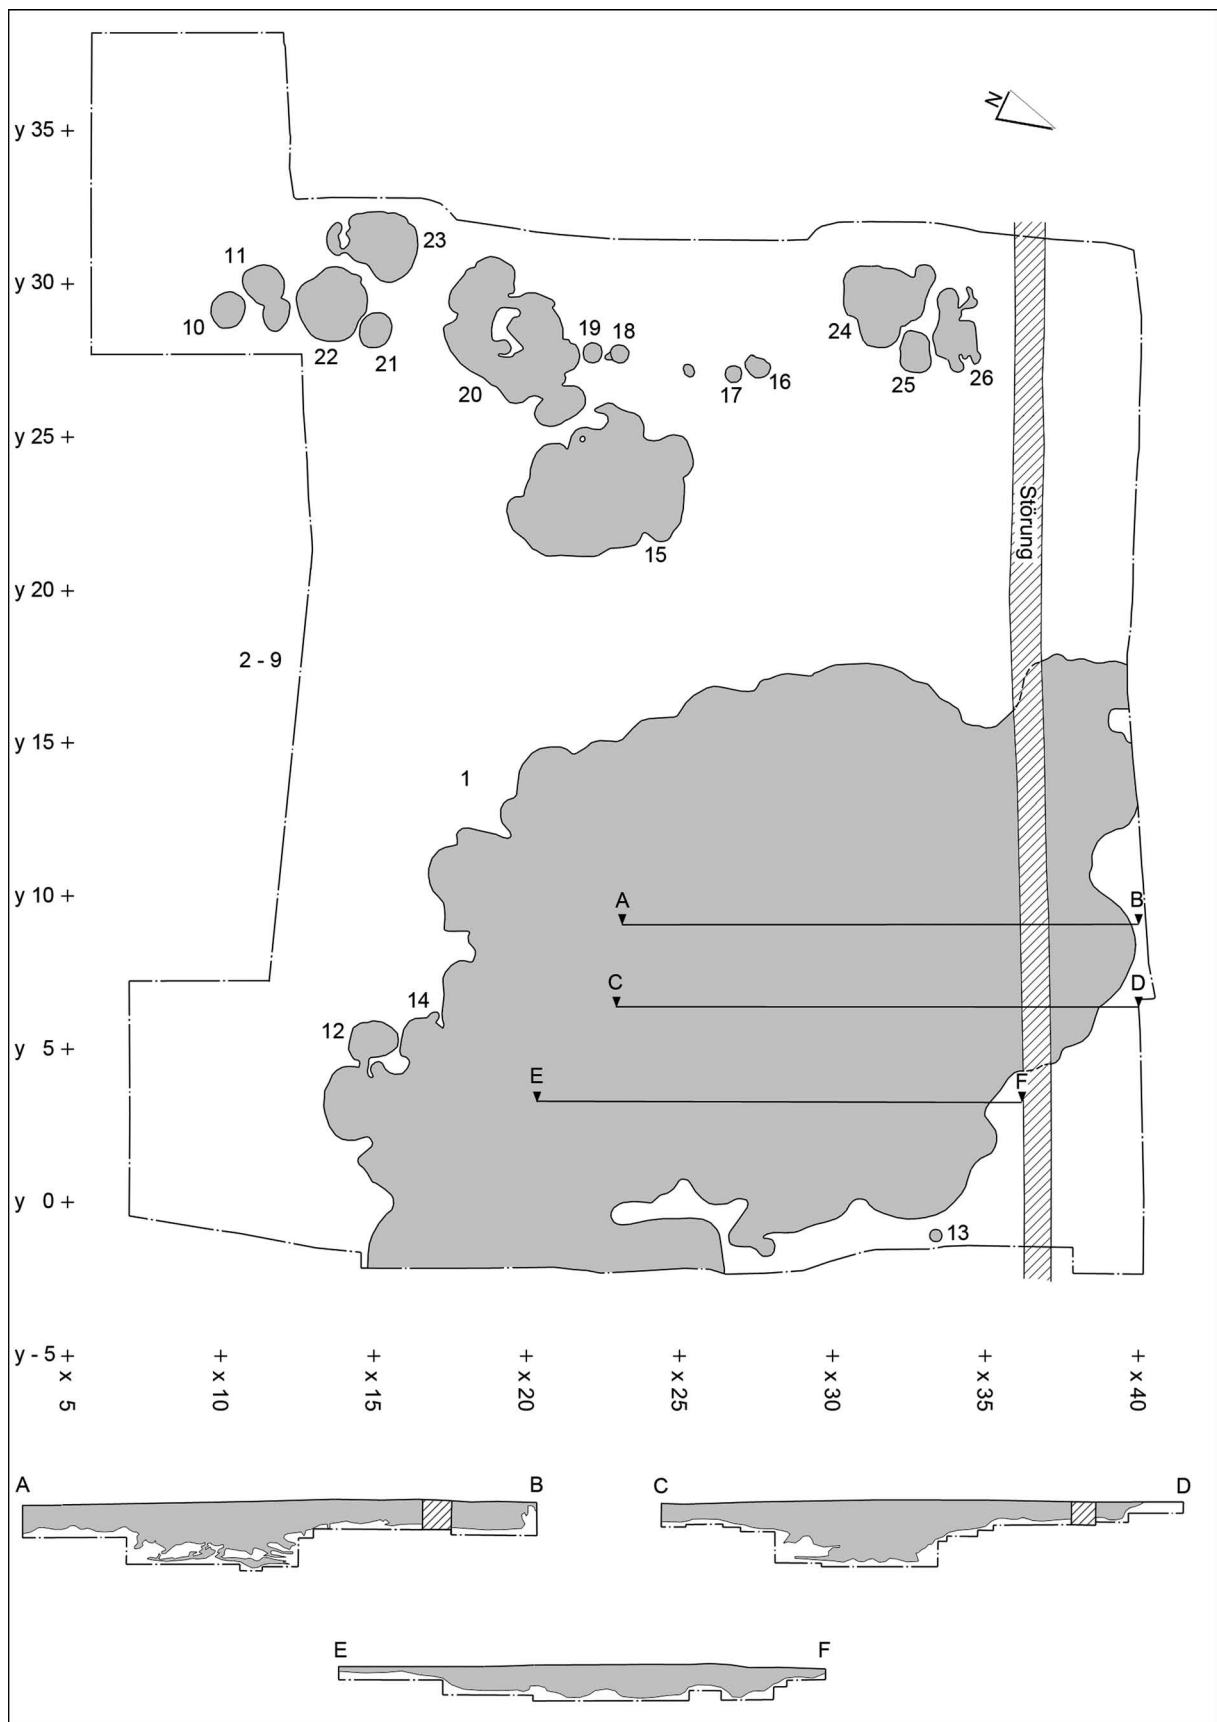 N
y 35 +
23
11
y 30 +
10
22
21
20
19
18
17
16
24
25
26
y 25 +
15
Störung
y 20 +
2 - 9
y 15 +
1
y 10 +
A
B
C
D
14
12
y 5 +
E
F
y 0 +
13
y - 5 +
+ x 5
+ x 10
+ x 15
+ x 20
+ x 25
+ x 30
+ x 35
+ x 40
A
B
C
D
E
F